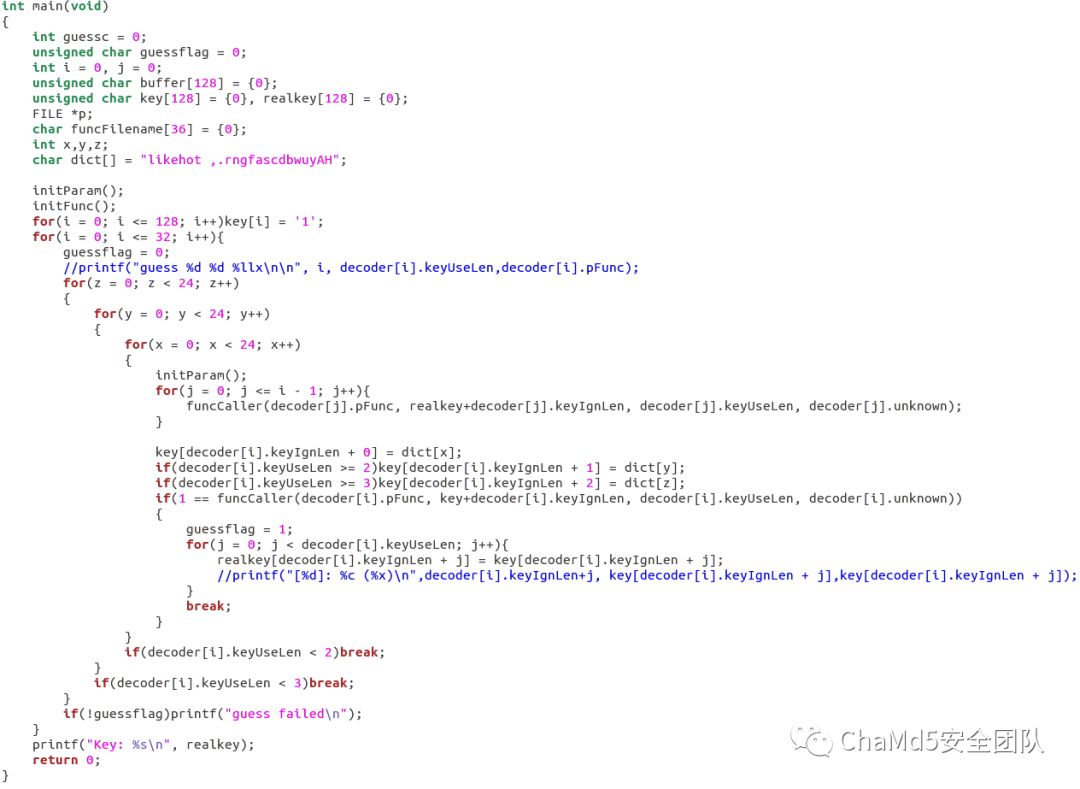 int main(void)
{
    int guessc = 0;
    unsigned char guessflag = 0;
    int i = 0, j = 0;
    unsigned char buffer[128] = {0};
    unsigned char key[128] = {0}, realkey[128] = {0};
    FILE *p;
    char funcFilename[36] = {0};
    int x,y,z;
    char dict[] = "likehot ,.rngfascdbwuyAH";

    initParam();
    initFunc();
    for(i = 0; i <= 128; i++)key[i] = '1';
    for(i = 0; i <= 32; i++){
        guessflag = 0;
        //printf("guess %d %d %llx\n\n", i, decoder[i].keyUseLen,decoder[i].pFunc);
        for(z = 0; z < 24; z++)
        {
            for(y = 0; y < 24; y++)
            {
                for(x = 0; x < 24; x++)
                {
                    initParam();
                    for(j = 0; j <= i - 1; j++){
                        funcCaller(decoder[j].pFunc, realkey+decoder[j].keyIgnLen, decoder[j].keyUseLen, decoder[j].unknown);
                    }

                    key[decoder[i].keyIgnLen + 0] = dict[x];
                    if(decoder[i].keyUseLen >= 2)key[decoder[i].keyIgnLen + 1] = dict[y];
                    if(decoder[i].keyUseLen >= 3)key[decoder[i].keyIgnLen + 2] = dict[z];
                    if(1 == funcCaller(decoder[i].pFunc, key+decoder[i].keyIgnLen, decoder[i].keyUseLen, decoder[i].unknown))
                    {
                        guessflag = 1;
                        for(j = 0; j < decoder[i].keyUseLen; j++){
                            realkey[decoder[i].keyIgnLen + j] = key[decoder[i].keyIgnLen + j];
                            //printf("[%d]: %c (%x)\n",decoder[i].keyIgnLen+j, key[decoder[i].keyIgnLen + j],key[decoder[i].keyIgnLen + j]);
                        }
                        break;
                    }
                }
                if(decoder[i].keyUseLen < 2)break;
            }
            if(decoder[i].keyUseLen < 3)break;
        }
        if(!guessflag)printf("guess failed\n");
    }
    printf("Key: %s\n", realkey);
    return 0;
}
ChaMd5安全团队